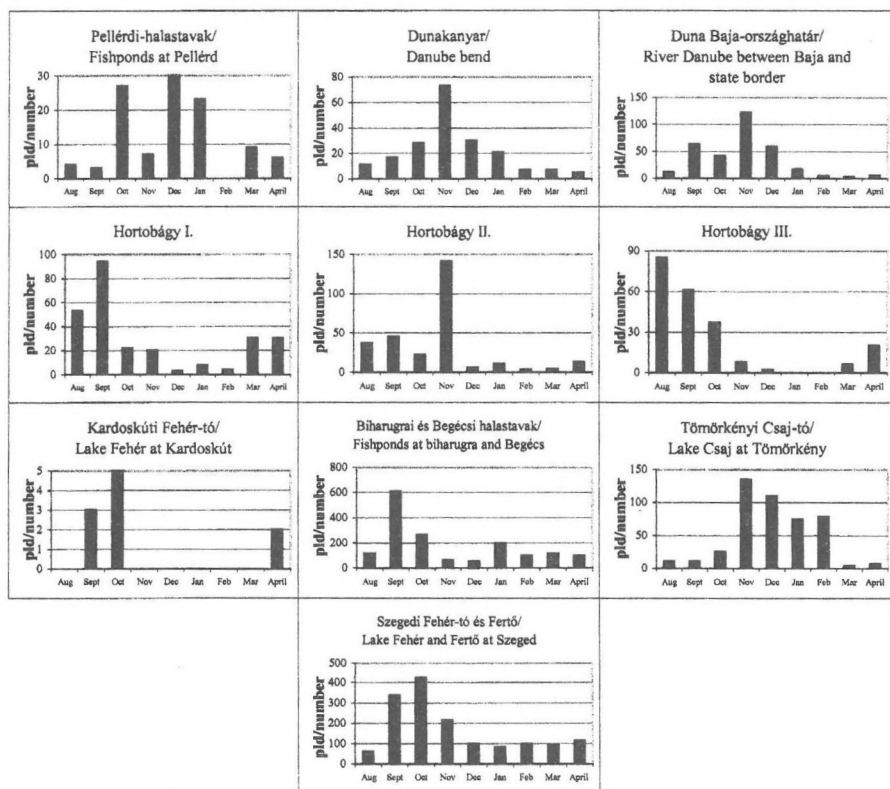 Pellérdi-halastavak/
Fishponds at Pellérd
pld/number
30
20
10
0
Aug Sept Oct Nov Dec Jan Feb Mar April
Dunakanyar/
Danube bend
pld/number
80
60
40
20
0
Aug Sept Oct Nov Dec Jan Feb Mar April
Duna Baja-országhatár/
River Danube between Baja and
state border
pld/number
150
100
50
0
Aug Sept Oct Nov Dec Jan Feb Mar April
Hortobágy I.
pld/number
100
80
60
40
20
0
Aug Sept Oct Nov Dec Jan Feb Mar April
Hortobágy II.
pld/number
150
100
50
0
Aug Sept Oct Nov Dec Jan Feb Mar April
Hortobágy III.
pld/number
90
60
30
0
Aug Sept Oct Nov Dec Jan Feb Mar April
Kardoskúti Fehér-tó/
Lake Fehér at Kardoskút
pld/number
5
4
3
2
1
0
Aug Sept Oct Nov Dec Jan Feb Mar April
Biharugrai és Begécsi halastavak/
Fishponds at biharugra and Begécs
pld/number
800
600
400
200
0
Aug Sept Oct Nov Dec Jan Feb Mar April
Tömörkényi Csaj-tó/
Lake Csaj at Tömörkény
pld/number
150
100
50
0
Aug Sept Oct Nov Dec Jan Feb Mar April
Szegedi Fehér-tó és Fertő/
Lake Fehér and Fertő at Szeged
pld/number
500
400
300
200
100
0
Aug Sept Oct Nov Dec Jan Feb Mar April